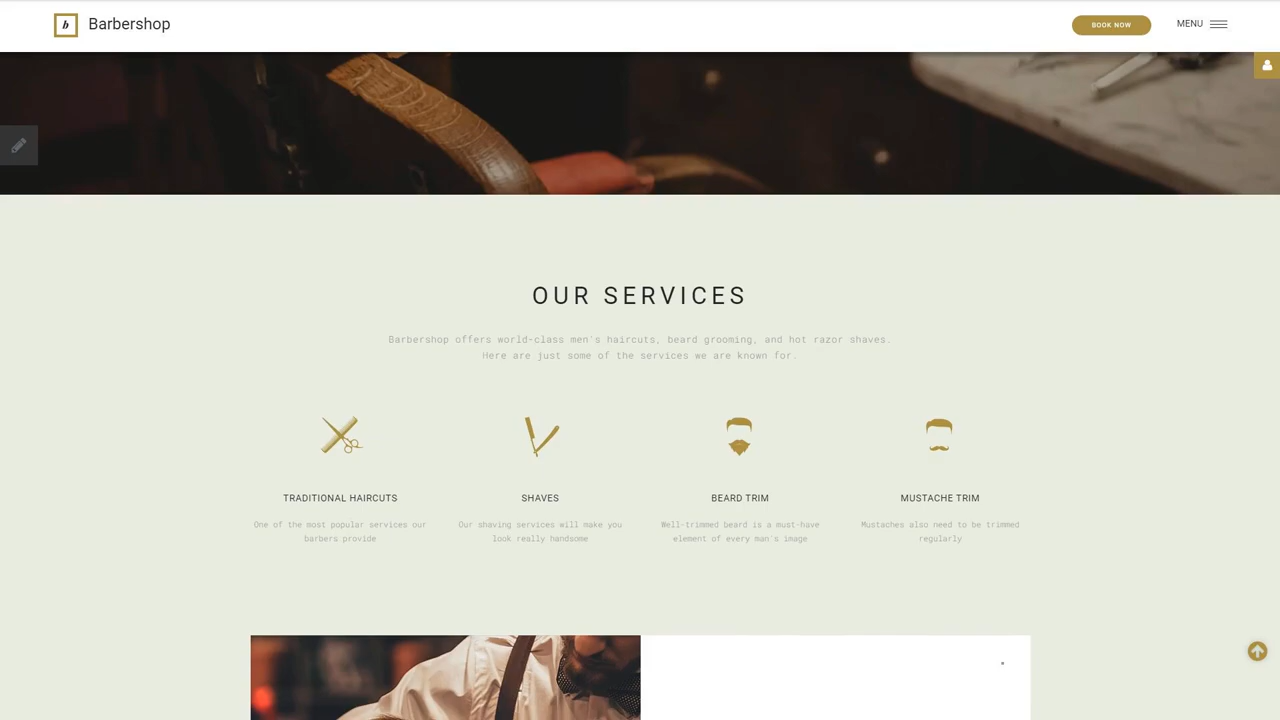 b
Barbershop
BOOK NOW
MENU
OUR SERVICES
Barbershop offers world-class men's haircuts, beard grooming, and hot razor shaves.
Here are just some of the services we are known for.
TRADITIONAL HAIRCUTS
One of the most popular services our
barbers provide
SHAVES
Our shaving services will make you
look really handsome
BEARD TRIM
Well-trimmed beard is a must-have
element of every man's image
MUSTACHE TRIM
Mustaches also need to be trimmed
regularly